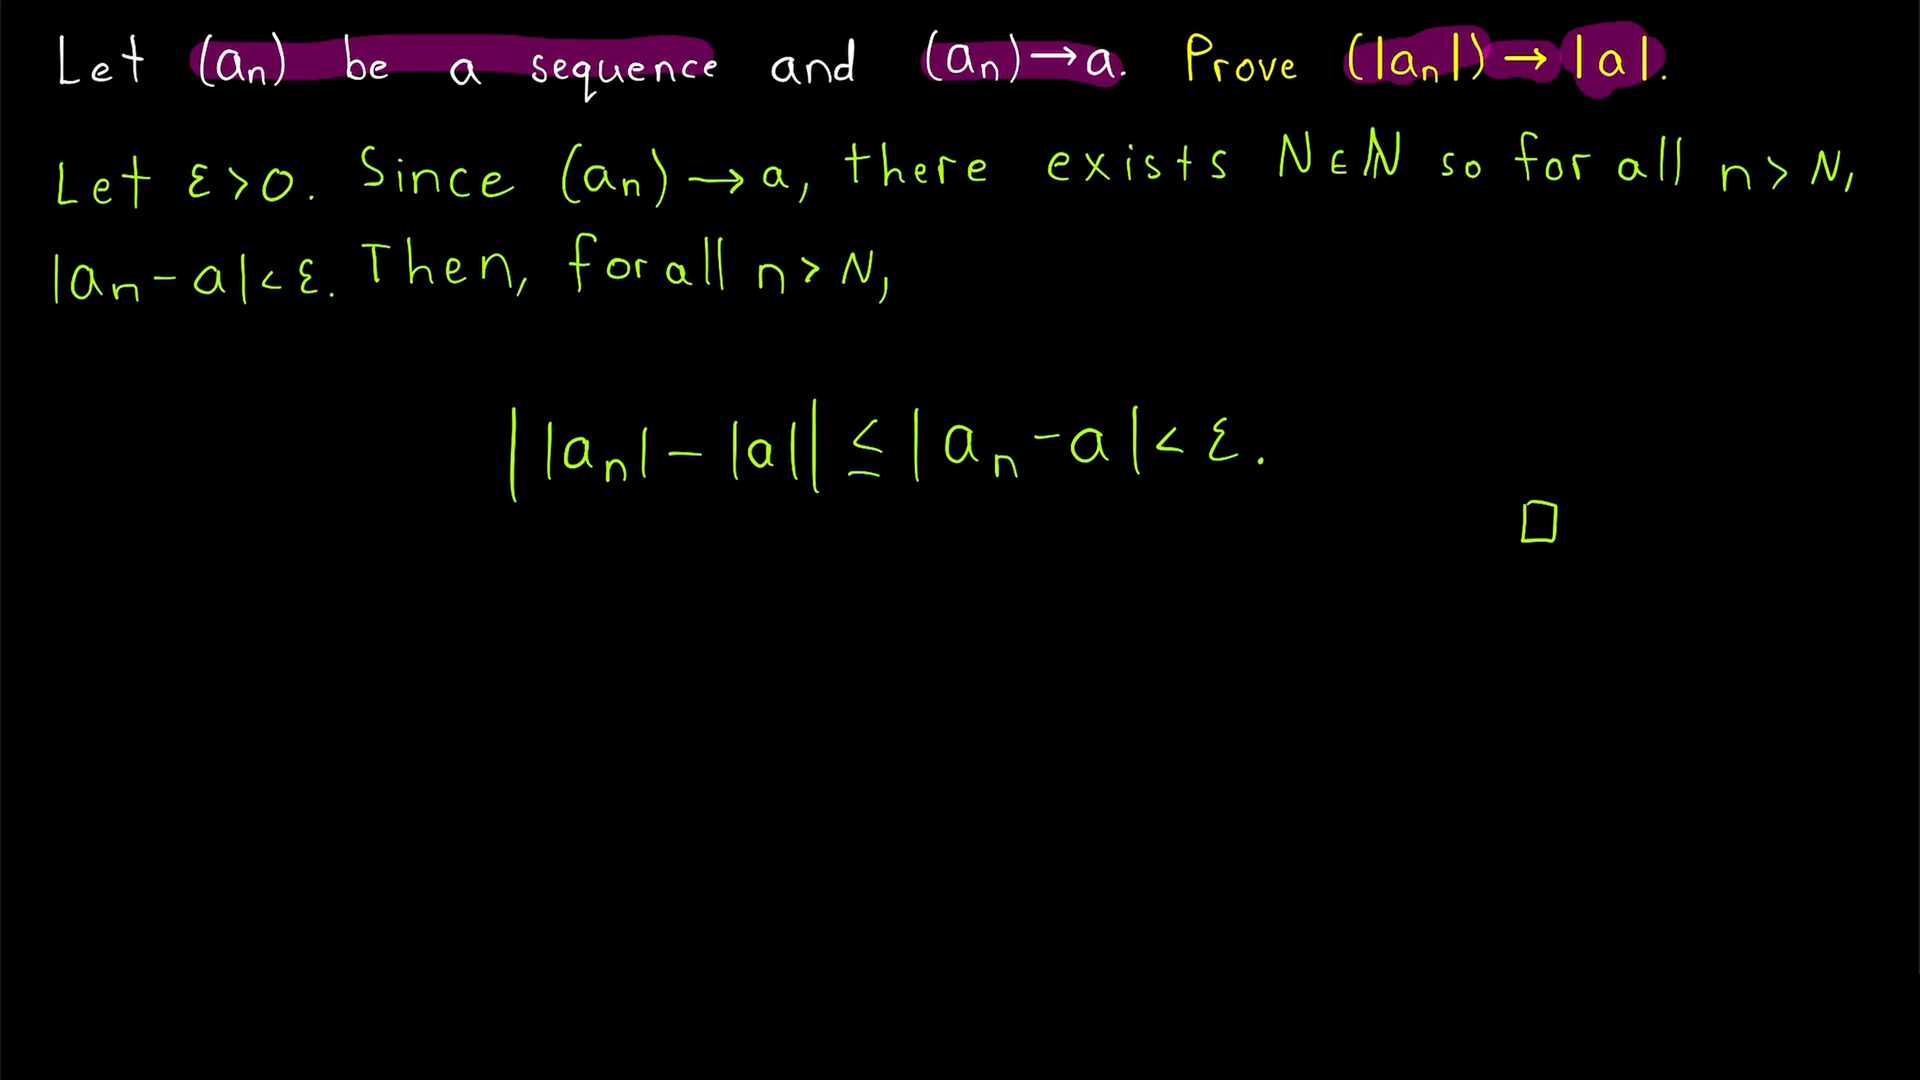 Let (aₙ) be a sequence and (aₙ)→a. Prove (|aₙ|)→|a|.
Let ε>0. Since (aₙ)→a, there exists N∈ℕ so for all n>N,
|aₙ-a|<ε. Then, for all n>N,
||aₙ|-|a||≤|aₙ-a|<ε.
□